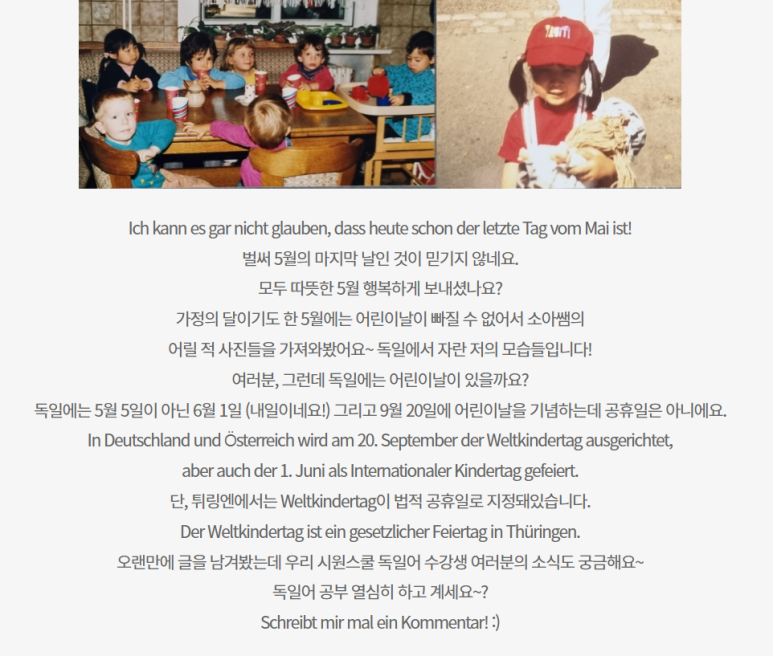 Ich kann es gar nicht glauben, dass heute schon der letzte Tag vom Mai ist!
벌써 5월의 마지막 날인 것이 믿기지 않네요.
모두 따뜻한 5월 행복하게 보내셨나요?
가정의 달이기도 한 5월에는 어린이날이 빠질 수 없어서 소아쌤의
어릴 적 사진들을 가져와봤어요~ 독일에서 자란 저의 모습들입니다!
여러분, 그런데 독일에는 어린이날이 있을까요?
독일에는 5월 5일이 아닌 6월 1일 (내일이네요!) 그리고 9월 20일에 어린이날을 기념하는데 공휴일은 아니에요.
In Deutschland und Österreich wird am 20. September der Weltkindertag ausgerichtet,
aber auch der 1. Juni als Internationaler Kindertag gefeiert.
단, 튀링엔에서는 Weltkindertag이 법적 공휴일로 지정돼있습니다.
Der Weltkindertag ist ein gesetzlicher Feiertag in Thüringen.
오랜만에 글을 남겨봤는데 우리 시원스쿨 독일어 수강생 여러분의 소식도 궁금해요~
독일어 공부 열심히 하고 계세요~?
Schreibt mir mal ein Kommentar! :)